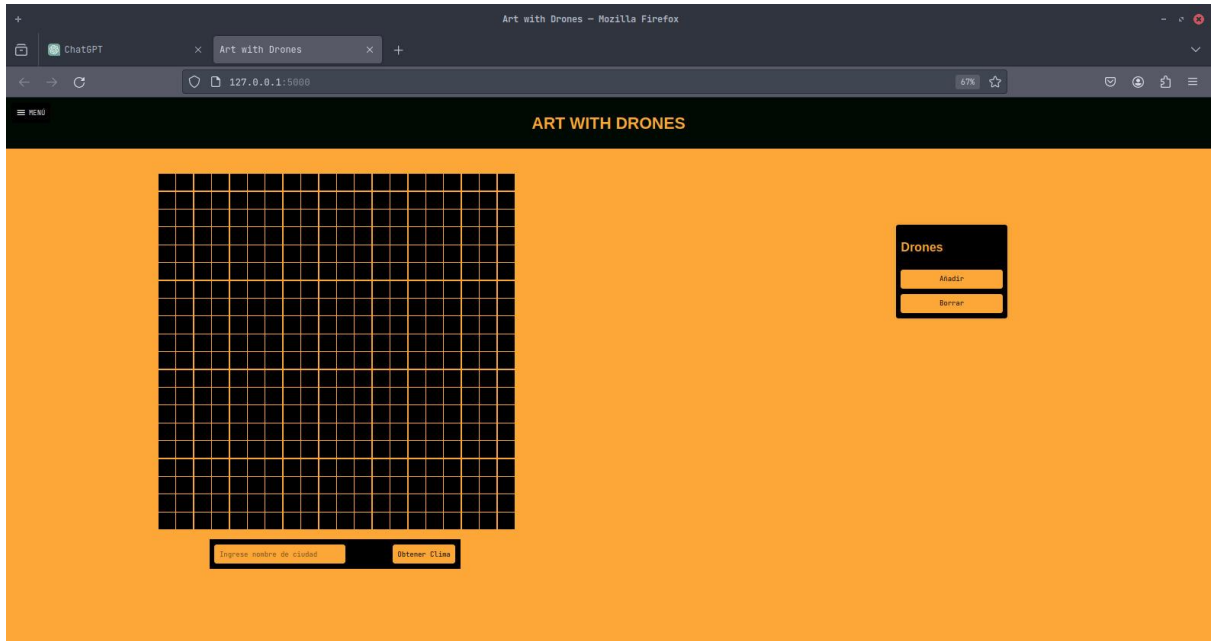 Art with Drones — Mozilla Firefox
ChatGPT
Art with Drones
127.0.0.1:5000
67%
MENÚ
ART WITH DRONES
Drones
Añadir
Borrar
Ingrese nombre de ciudad
Obtener Clima